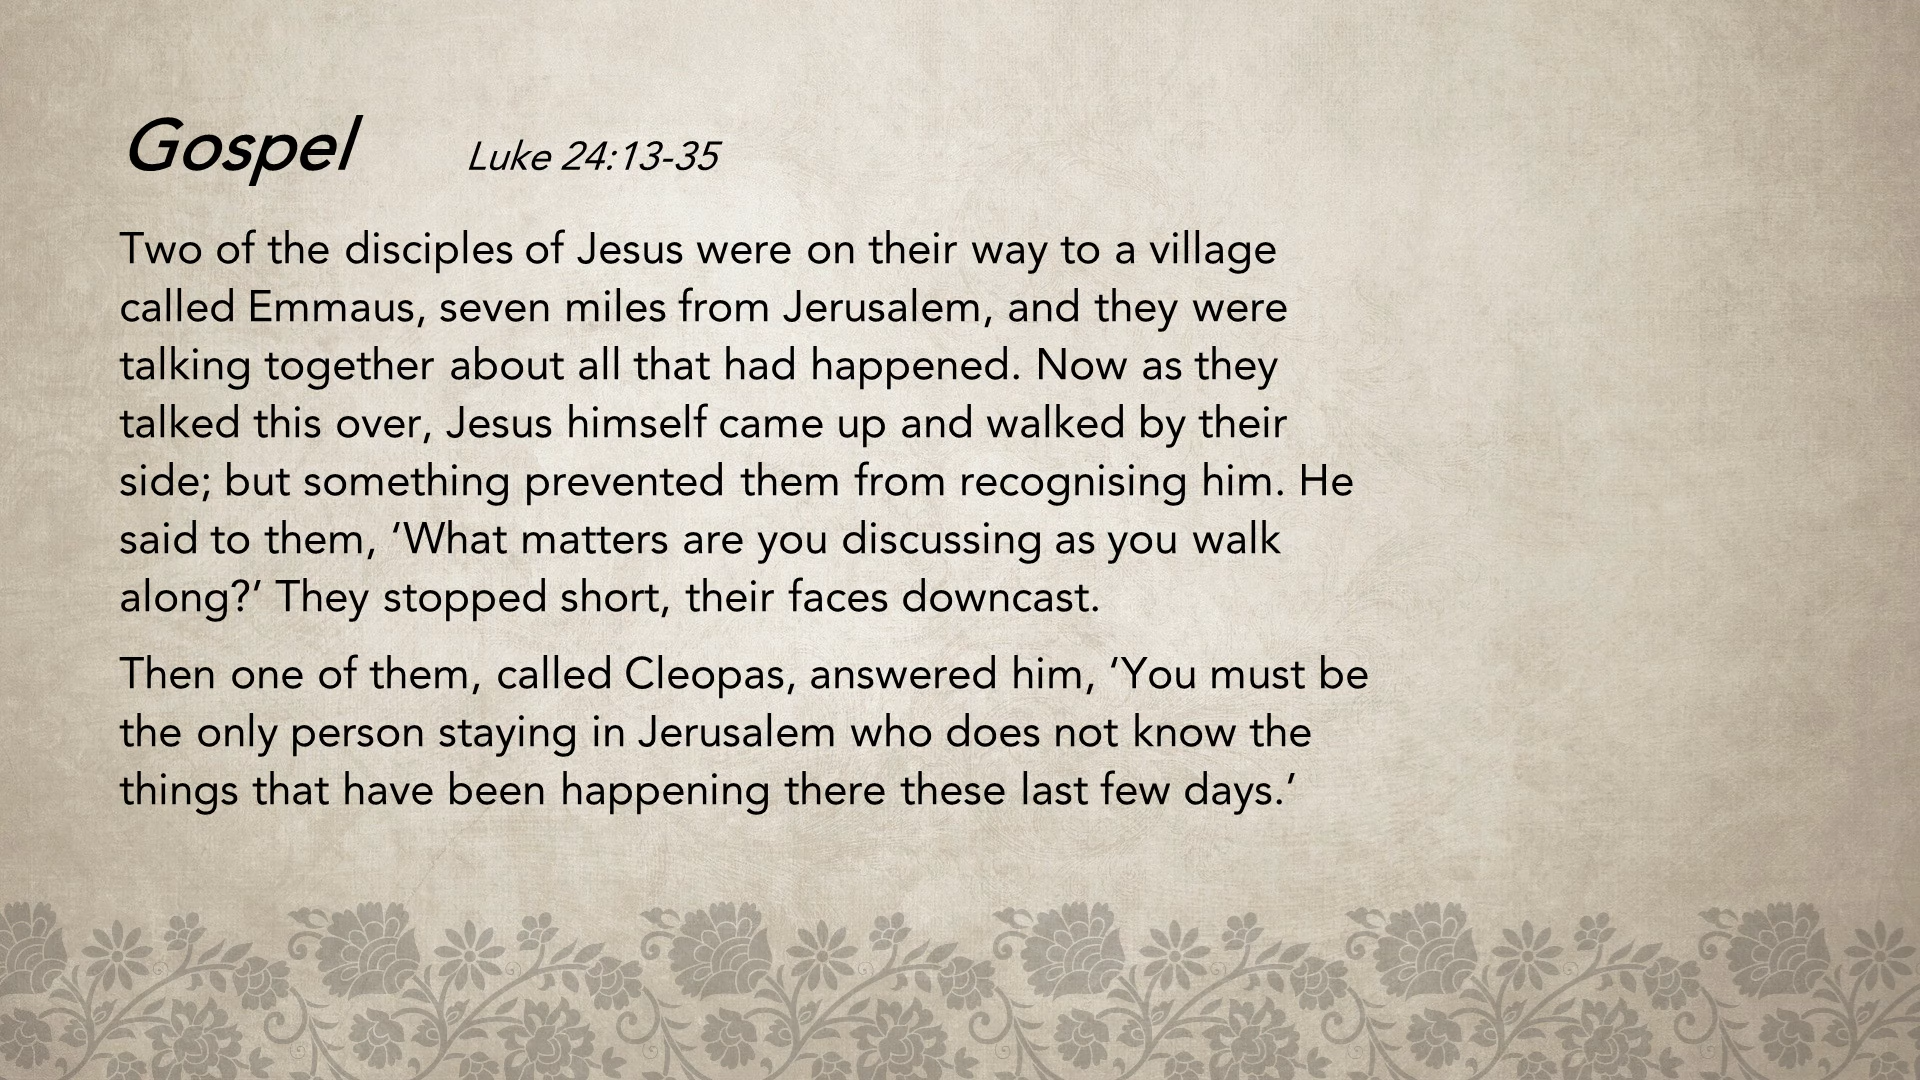 Gospel Luke 24:13-35
Two of the disciples of Jesus were on their way to a village
called Emmaus, seven miles from Jerusalem, and they were
talking together about all that had happened. Now as they
talked this over, Jesus himself came up and walked by their
side; but something prevented them from recognising him. He
said to them, ‘What matters are you discussing as you walk
along?’ They stopped short, their faces downcast.
Then one of them, called Cleopas, answered him, ‘You must be
the only person staying in Jerusalem who does not know the
things that have been happening there these last few days.’